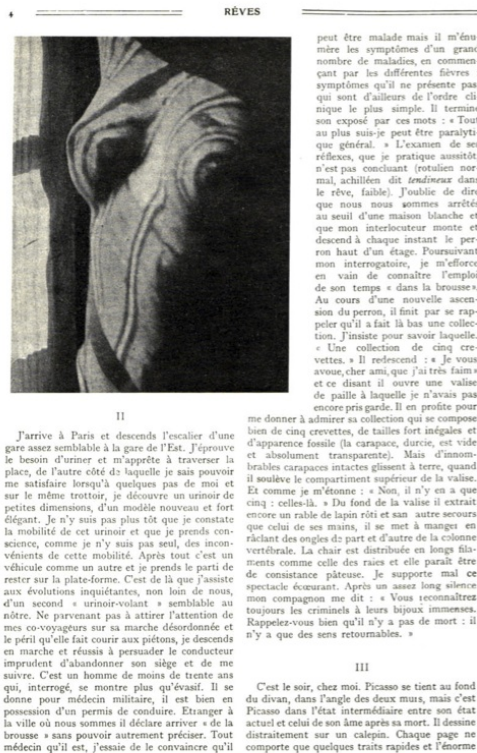 4
RÊVES
II
J'arrive à Paris et descends l'escalier d'une
gare assez semblable à la gare de l'Est. J'éprouve
le besoin d'uriner et m'apprête à traverser la
place, de l'autre côté de laquelle je sais pouvoir
me satisfaire lorsqu'à quelques pas de moi et
sur le même trottoir, je découvre un urinoir de
petites dimensions, d'un modèle nouveau et fort
élégant. Je n'y suis pas plus tôt que je constate
la mobilité de cet urinoir et que je prends con-
science, comme je n'y suis pas seul, des incon-
vénients de cette mobilité. Après tout c'est un
véhicule comme un autre et je prends le parti de
rester sur la plate-forme. C'est de là que j'assiste
aux évolutions inquiétantes, non loin de nous,
d'un second « urinoir-volant » semblable au
nôtre. Ne parvenant pas à attirer l'attention de
mes co-voyageurs sur sa marche désordonnée et
le péril qu'elle fait courir aux piétons, je descends
en marche et réussis à persuader le conducteur
imprudent d'abandonner son siège et de me
suivre. C'est un homme de moins de trente ans
qui, interrogé, se montre plus qu'évasif. Il se
donne pour médecin militaire, il est bien en
possession d'un permis de conduire. Etranger à
la ville où nous sommes il déclare arriver « de la
brousse » sans pouvoir autrement préciser. Tout
médecin qu'il est, j'essaie de le convaincre qu'il
peut être malade mais il m'énu
mère les symptômes d'un grand
nombre de maladies, en commen
çant par les différentes fièvres
symptômes qu'il ne présente pas
qui sont d'ailleurs de l'ordre cli
nique le plus simple. Il termine
son exposé par ces mots : « Tout
au plus suis-je peut être paralyti
que général. » L'examen de ses
réflexes, que je pratique aussitôt
n'est pas concluant (rotulien nor
mal, achilléen dit tendineux dans
le rêve, faible). J'oublie de dire
que nous nous sommes arrêtés
au seuil d'une maison blanche et
que mon interlocuteur monte et
descend à chaque instant le per
ron haut d'un étage. Poursuivant
mon interrogatoire, je m'efforce
en vain de connaître l'emploi
de son temps « dans la brousse »
Au cours d'une nouvelle ascen
sion du perron, il finit par se rap
peler qu'il a fait là bas une collec
tion. J'insiste pour savoir laquelle.
« Une collection de cinq cre
vettes. » Il redescend : « Je vous
avoue, cher ami, que j'ai très faim »
et ce disant il ouvre une valise
de paille à laquelle je n'avais pas
encore pris garde. Il en profite pour
me donner à admirer sa collection qui se compose
bien de cinq crevettes, de tailles fort inégales et
d'apparence fossile (la carapace, durcie, est vide
et absolument transparente). Mais d'innom-
brables carapaces intactes glissent à terre, quand
il soulève le compartiment supérieur de la valise.
Et comme je m'étonne : « Non, il n'y en a que
cinq : celles-là. » Du fond de la valise il extrait
encore un rable de lapin rôti et san autre secours
que celui de ses mains, il se met à manger en
râclant des ongles de part et d'autre de la colonne
vertébrale. La chair est distribuée en longs fila-
ments comme celle des raies et elle paraît être
de consistance pâteuse. Je supporte mal ce
spectacle écœurant. Après un assez long silence
mon compagnon me dit : « Vous reconnaîtrez
toujours les criminels à leurs bijoux immenses.
Rappelez-vous bien qu'il n'y a pas de mort : il
n'y a que des sens retournables. »
III
C'est le soir, chez moi. Picasso se tient au fond
du divan, dans l'angle des deux murs, mais c'est
Picasso dans l'état intermédiaire entre son état
actuel et celui de son âme après sa mort. Il dessine
distraitement sur un calepin. Chaque page ne
comporte que quelques traits rapides et l'énorme